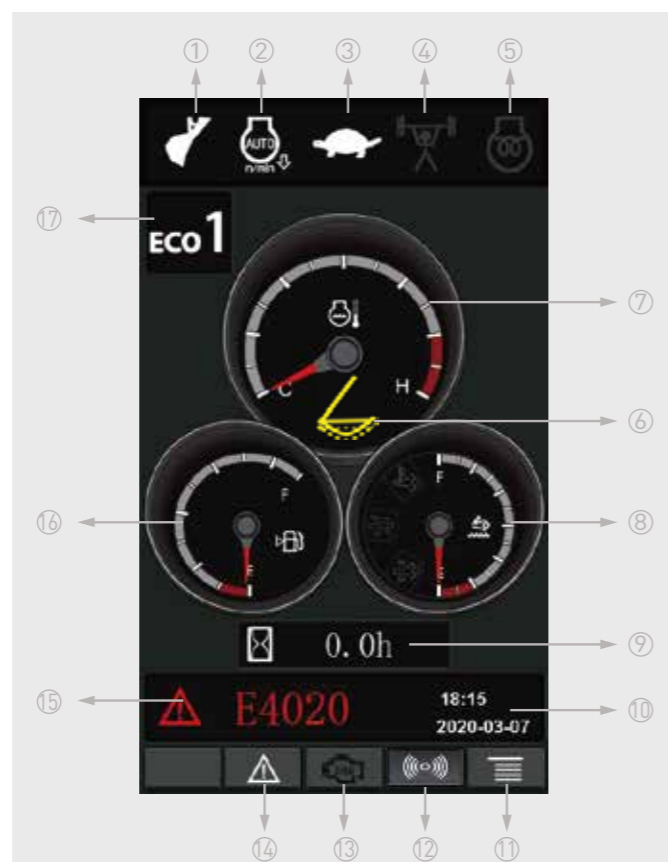 ① ② ③ ④ ⑤
AUTO
n/min
⑰
ECO 1
⑦
C H
⑥
F F
⑯ ⑧
E E
0.0h ⑨
⑮ E4020 18:15 ⑩
2020-03-07
⑭ ⑬ ⑫ ⑪